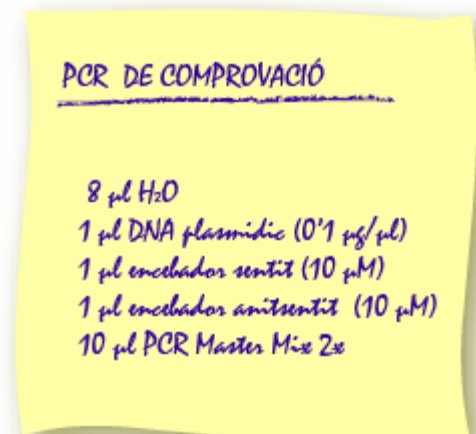 PCR DE COMPROVACIÓ
8 µl H₂O
1 µl DNA plasmidic (0'1 µg/µl)
1 µl encebador sentit (10 µM)
1 µl encebador anitsentit (10 µM)
10 µl PCR Master Mix 2x